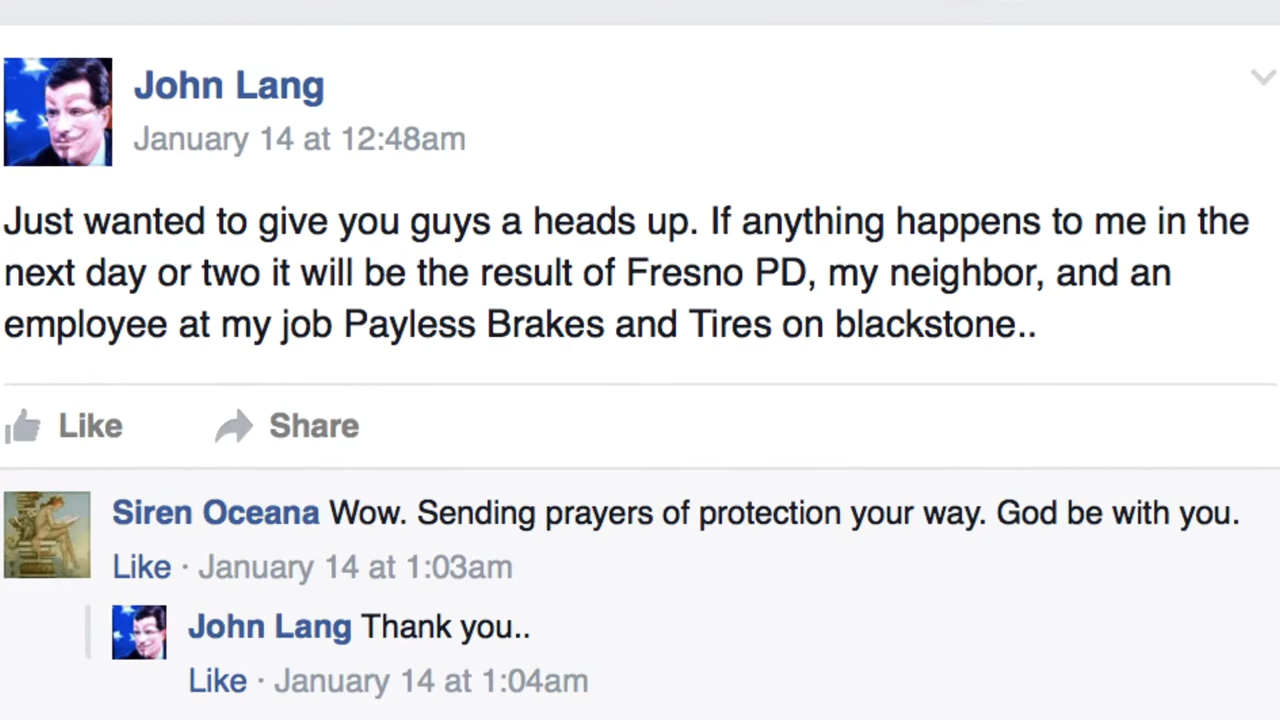 John Lang
January 14 at 12:48am
Just wanted to give you guys a heads up. If anything happens to me in the
next day or two it will be the result of Fresno PD, my neighbor, and an
employee at my job Payless Brakes and Tires on blackstone..
Like Share
Siren Oceana Wow. Sending prayers of protection your way. God be with you.
Like · January 14 at 1:03am
John Lang Thank you..
Like · January 14 at 1:04am